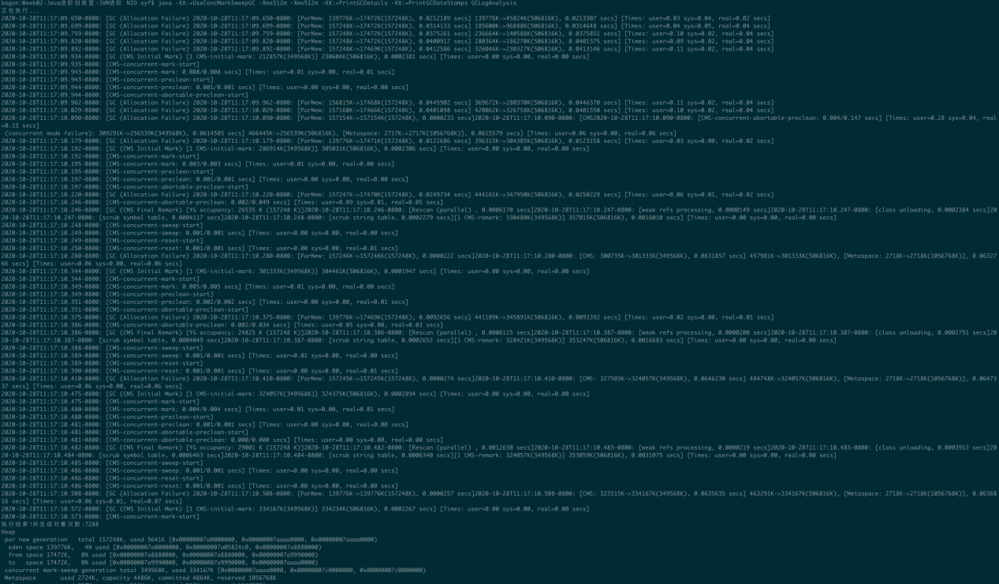 bogon:Week02-Java进阶训练营-JVM进阶 NIO xyf$ java -XX:+UseConcMarkSweepGC -Xms512m -Xmx512m -XX:+PrintGCDetails -XX:+PrintGCDateStamps GCLogAnalysis
正在执行...
2020-10-28T11:17:09.650-0800: [GC (Allocation Failure) 2020-10-28T11:17:09.650-0800: [ParNew: 139776K->17472K(157248K), 0.0212189 secs] 139776K->45824K(506816K), 0.0213307 secs] [Times: user=0.03 sys=0.04, real=0.02 secs]
2020-10-28T11:17:09.699-0800: [GC (Allocation Failure) 2020-10-28T11:17:09.699-0800: [ParNew: 157248K->17472K(157248K), 0.0314133 secs] 185600K->96888K(506816K), 0.0314648 secs] [Times: user=0.04 sys=0.05, real=0.04 secs]
2020-10-28T11:17:09.759-0800: [GC (Allocation Failure) 2020-10-28T11:17:09.759-0800: [ParNew: 157248K->17472K(157248K), 0.0375261 secs] 236664K->140588K(506816K), 0.0375851 secs] [Times: user=0.10 sys=0.02, real=0.04 secs]
2020-10-28T11:17:09.820-0800: [GC (Allocation Failure) 2020-10-28T11:17:09.820-0800: [ParNew: 157248K->17472K(157248K), 0.0400917 secs] 280364K->186270K(506816K), 0.0401375 secs] [Times: user=0.09 sys=0.02, real=0.04 secs]
2020-10-28T11:17:09.892-0800: [GC (Allocation Failure) 2020-10-28T11:17:09.892-0800: [ParNew: 157248K->17469K(157248K), 0.0412586 secs] 326046K->230327K(506816K), 0.0413146 secs] [Times: user=0.11 sys=0.02, real=0.04 secs]
2020-10-28T11:17:09.934-0800: [GC (CMS Initial Mark) [1 CMS-initial-mark: 212857K(349568K)] 230604K(506816K), 0.0002381 secs] [Times: user=0.00 sys=0.00, real=0.00 secs]
2020-10-28T11:17:09.935-0800: [CMS-concurrent-mark-start]
2020-10-28T11:17:09.943-0800: [CMS-concurrent-mark: 0.008/0.008 secs] [Times: user=0.01 sys=0.00, real=0.01 secs]
2020-10-28T11:17:09.943-0800: [CMS-concurrent-preclean-start]
2020-10-28T11:17:09.944-0800: [CMS-concurrent-preclean: 0.001/0.001 secs] [Times: user=0.00 sys=0.00, real=0.00 secs]
2020-10-28T11:17:09.944-0800: [CMS-concurrent-abortable-preclean-start]
2020-10-28T11:17:09.962-0800: [GC (Allocation Failure) 2020-10-28T11:17:09.962-0800: [ParNew: 156815K->17468K(157248K), 0.0445902 secs] 369672K->280370K(506816K), 0.0446370 secs] [Times: user=0.11 sys=0.02, real=0.04 secs]
2020-10-28T11:17:10.029-0800: [GC (Allocation Failure) 2020-10-28T11:17:10.029-0800: [ParNew: 157160K->17466K(157248K), 0.0401098 secs] 420062K->326758K(506816K), 0.0401550 secs] [Times: user=0.10 sys=0.02, real=0.04 secs]
2020-10-28T11:17:10.090-0800: [GC (Allocation Failure) 2020-10-28T11:17:10.090-0800: [ParNew: 157154K->157154K(157248K), 0.0000233 secs]2020-10-28T11:17:10.090-0800: [CMS2020-10-28T11:17:10.090-0800: [CMS-concurrent-abortable-preclean: 0.004/0.147 secs] [Times: user=0.28 sys=0.04, real
=0.15 secs]
 (concurrent mode failure): 309291K->256539K(349568K), 0.0614585 secs] 466445K->256539K(506816K), [Metaspace: 2717K->2717K(1056768K)], 0.0615579 secs] [Times: user=0.06 sys=0.00, real=0.06 secs]
2020-10-28T11:17:10.179-0800: [GC (Allocation Failure) 2020-10-28T11:17:10.179-0800: [ParNew: 139776K->17471K(157248K), 0.0122686 secs] 396315K->304385K(506816K), 0.0123158 secs] [Times: user=0.03 sys=0.00, real=0.02 secs]
2020-10-28T11:17:10.192-0800: [GC (CMS Initial Mark) [1 CMS-initial-mark: 286914K(349568K)] 305031K(506816K), 0.0002306 secs] [Times: user=0.00 sys=0.00, real=0.00 secs]
2020-10-28T11:17:10.192-0800: [CMS-concurrent-mark-start]
2020-10-28T11:17:10.195-0800: [CMS-concurrent-mark: 0.003/0.003 secs] [Times: user=0.01 sys=0.00, real=0.00 secs]
2020-10-28T11:17:10.195-0800: [CMS-concurrent-preclean-start]
2020-10-28T11:17:10.197-0800: [CMS-concurrent-preclean: 0.001/0.001 secs] [Times: user=0.00 sys=0.00, real=0.00 secs]
2020-10-28T11:17:10.197-0800: [CMS-concurrent-abortable-preclean-start]
2020-10-28T11:17:10.220-0800: [GC (Allocation Failure) 2020-10-28T11:17:10.220-0800: [ParNew: 157247K->17470K(157248K), 0.0249734 secs] 444161K->347950K(506816K), 0.0250229 secs] [Times: user=0.06 sys=0.01, real=0.02 secs]
2020-10-28T11:17:10.246-0800: [CMS-concurrent-abortable-preclean: 0.002/0.049 secs] [Times: user=0.09 sys=0.01, real=0.05 secs]
2020-10-28T11:17:10.246-0800: [GC (CMS Final Remark) [YG occupancy: 26535 K (157248 K)]2020-10-28T11:17:10.246-0800: [Rescan (parallel) , 0.0006170 secs]2020-10-28T11:17:10.247-0800: [weak refs processing, 0.0000149 secs]2020-10-28T11:17:10.247-0800: [class unloading, 0.0002384 secs]20
20-10-28T11:17:10.247-0800: [scrub symbol table, 0.0004117 secs]2020-10-28T11:17:10.248-0800: [scrub string table, 0.0002279 secs][1 CMS-remark: 330480K(349568K)] 357015K(506816K), 0.0016010 secs] [Times: user=0.00 sys=0.00, real=0.00 secs]
2020-10-28T11:17:10.248-0800: [CMS-concurrent-sweep-start]
2020-10-28T11:17:10.249-0800: [CMS-concurrent-sweep: 0.001/0.001 secs] [Times: user=0.00 sys=0.00, real=0.00 secs]
2020-10-28T11:17:10.249-0800: [CMS-concurrent-reset-start]
2020-10-28T11:17:10.250-0800: [CMS-concurrent-reset: 0.001/0.001 secs] [Times: user=0.00 sys=0.00, real=0.01 secs]
2020-10-28T11:17:10.280-0800: [GC (Allocation Failure) 2020-10-28T11:17:10.280-0800: [ParNew: 157246K->157246K(157248K), 0.0000222 secs]2020-10-28T11:17:10.280-0800: [CMS: 300735K->301333K(349568K), 0.0631857 secs] 457981K->301333K(506816K), [Metaspace: 2718K->2718K(1056768K)], 0.06327
66 secs] [Times: user=0.06 sys=0.00, real=0.06 secs]
2020-10-28T11:17:10.344-0800: [GC (CMS Initial Mark) [1 CMS-initial-mark: 301333K(349568K)] 304461K(506816K), 0.0001947 secs] [Times: user=0.00 sys=0.00, real=0.00 secs]
2020-10-28T11:17:10.344-0800: [CMS-concurrent-mark-start]
2020-10-28T11:17:10.349-0800: [CMS-concurrent-mark: 0.005/0.005 secs] [Times: user=0.01 sys=0.00, real=0.00 secs]
2020-10-28T11:17:10.349-0800: [CMS-concurrent-preclean-start]
2020-10-28T11:17:10.351-0800: [CMS-concurrent-preclean: 0.002/0.002 secs] [Times: user=0.00 sys=0.00, real=0.01 secs]
2020-10-28T11:17:10.351-0800: [CMS-concurrent-abortable-preclean-start]
2020-10-28T11:17:10.375-0800: [GC (Allocation Failure) 2020-10-28T11:17:10.375-0800: [ParNew: 139776K->17469K(157248K), 0.0092656 secs] 441109K->345891K(506816K), 0.0093392 secs] [Times: user=0.02 sys=0.00, real=0.01 secs]
2020-10-28T11:17:10.386-0800: [CMS-concurrent-abortable-preclean: 0.002/0.034 secs] [Times: user=0.05 sys=0.00, real=0.03 secs]
2020-10-28T11:17:10.386-0800: [GC (CMS Final Remark) [YG occupancy: 24825 K (157248 K)]2020-10-28T11:17:10.386-0800: [Rescan (parallel) , 0.0006115 secs]2020-10-28T11:17:10.387-0800: [weak refs processing, 0.0000200 secs]2020-10-28T11:17:10.387-0800: [class unloading, 0.0002751 secs]20
20-10-28T11:17:10.387-0800: [scrub symbol table, 0.0004049 secs]2020-10-28T11:17:10.387-0800: [scrub string table, 0.0002652 secs][1 CMS-remark: 328421K(349568K)] 353247K(506816K), 0.0016683 secs] [Times: user=0.00 sys=0.00, real=0.00 secs]
2020-10-28T11:17:10.388-0800: [CMS-concurrent-sweep-start]
2020-10-28T11:17:10.389-0800: [CMS-concurrent-sweep: 0.001/0.001 secs] [Times: user=0.01 sys=0.00, real=0.00 secs]
2020-10-28T11:17:10.389-0800: [CMS-concurrent-reset-start]
2020-10-28T11:17:10.390-0800: [CMS-concurrent-reset: 0.001/0.001 secs] [Times: user=0.00 sys=0.00, real=0.01 secs]
2020-10-28T11:17:10.410-0800: [GC (Allocation Failure) 2020-10-28T11:17:10.410-0800: [ParNew: 157245K->157245K(157248K), 0.0000274 secs]2020-10-28T11:17:10.410-0800: [CMS: 327503K->324057K(349568K), 0.0646230 secs] 484748K->324057K(506816K), [Metaspace: 2718K->2718K(1056768K)], 0.06473
37 secs] [Times: user=0.06 sys=0.00, real=0.06 secs]
2020-10-28T11:17:10.475-0800: [GC (CMS Initial Mark) [1 CMS-initial-mark: 324057K(349568K)] 324375K(506816K), 0.0002894 secs] [Times: user=0.00 sys=0.00, real=0.00 secs]
2020-10-28T11:17:10.475-0800: [CMS-concurrent-mark-start]
2020-10-28T11:17:10.480-0800: [CMS-concurrent-mark: 0.004/0.004 secs] [Times: user=0.01 sys=0.00, real=0.01 secs]
2020-10-28T11:17:10.480-0800: [CMS-concurrent-preclean-start]
2020-10-28T11:17:10.481-0800: [CMS-concurrent-preclean: 0.001/0.001 secs] [Times: user=0.00 sys=0.00, real=0.00 secs]
2020-10-28T11:17:10.481-0800: [CMS-concurrent-abortable-preclean-start]
2020-10-28T11:17:10.481-0800: [CMS-concurrent-abortable-preclean: 0.000/0.000 secs] [Times: user=0.00 sys=0.00, real=0.00 secs]
2020-10-28T11:17:10.482-0800: [GC (CMS Final Remark) [YG occupancy: 29001 K (157248 K)]2020-10-28T11:17:10.482-0800: [Rescan (parallel) , 0.0012630 secs]2020-10-28T11:17:10.483-0800: [weak refs processing, 0.0000219 secs]2020-10-28T11:17:10.483-0800: [class unloading, 0.0003912 secs]20
20-10-28T11:17:10.484-0800: [scrub symbol table, 0.0006463 secs]2020-10-28T11:17:10.484-0800: [scrub string table, 0.0006340 secs][1 CMS-remark: 324057K(349568K)] 353059K(506816K), 0.0031075 secs] [Times: user=0.00 sys=0.00, real=0.00 secs]
2020-10-28T11:17:10.485-0800: [CMS-concurrent-sweep-start]
2020-10-28T11:17:10.486-0800: [CMS-concurrent-sweep: 0.001/0.001 secs] [Times: user=0.00 sys=0.00, real=0.00 secs]
2020-10-28T11:17:10.486-0800: [CMS-concurrent-reset-start]
2020-10-28T11:17:10.486-0800: [CMS-concurrent-reset: 0.001/0.001 secs] [Times: user=0.00 sys=0.00, real=0.00 secs]
2020-10-28T11:17:10.508-0800: [GC (Allocation Failure) 2020-10-28T11:17:10.508-0800: [ParNew: 139776K->139776K(157248K), 0.0000257 secs]2020-10-28T11:17:10.508-0800: [CMS: 323515K->334167K(349568K), 0.0635635 secs] 463291K->334167K(506816K), [Metaspace: 2718K->2718K(1056768K)], 0.06368
16 secs] [Times: user=0.06 sys=0.01, real=0.07 secs]
2020-10-28T11:17:10.572-0800: [GC (CMS Initial Mark) [1 CMS-initial-mark: 334167K(349568K)] 334234K(506816K), 0.0002267 secs] [Times: user=0.00 sys=0.00, real=0.00 secs]
2020-10-28T11:17:10.573-0800: [CMS-concurrent-mark-start]
执行结束!共生成对象次数:7288
Heap
 par new generation   total 157248K, used 5641K [0x00000007a0000000, 0x00000007aaaa0000, 0x00000007aaaa0000)
  eden space 139776K,   4% used [0x00000007a0000000, 0x00000007a05824c0, 0x00000007a8880000)
  from space 17472K,   0% used [0x00000007a8880000, 0x00000007a8880000, 0x00000007a9990000)
  to   space 17472K,   0% used [0x00000007a9990000, 0x00000007a9990000, 0x00000007aaaa0000)
 concurrent mark-sweep generation total 349568K, used 334167K [0x00000007aaaa0000, 0x00000007c0000000, 0x00000007c0000000)
 Metaspace       used 2724K, capacity 4486K, committed 4864K, reserved 1056768K